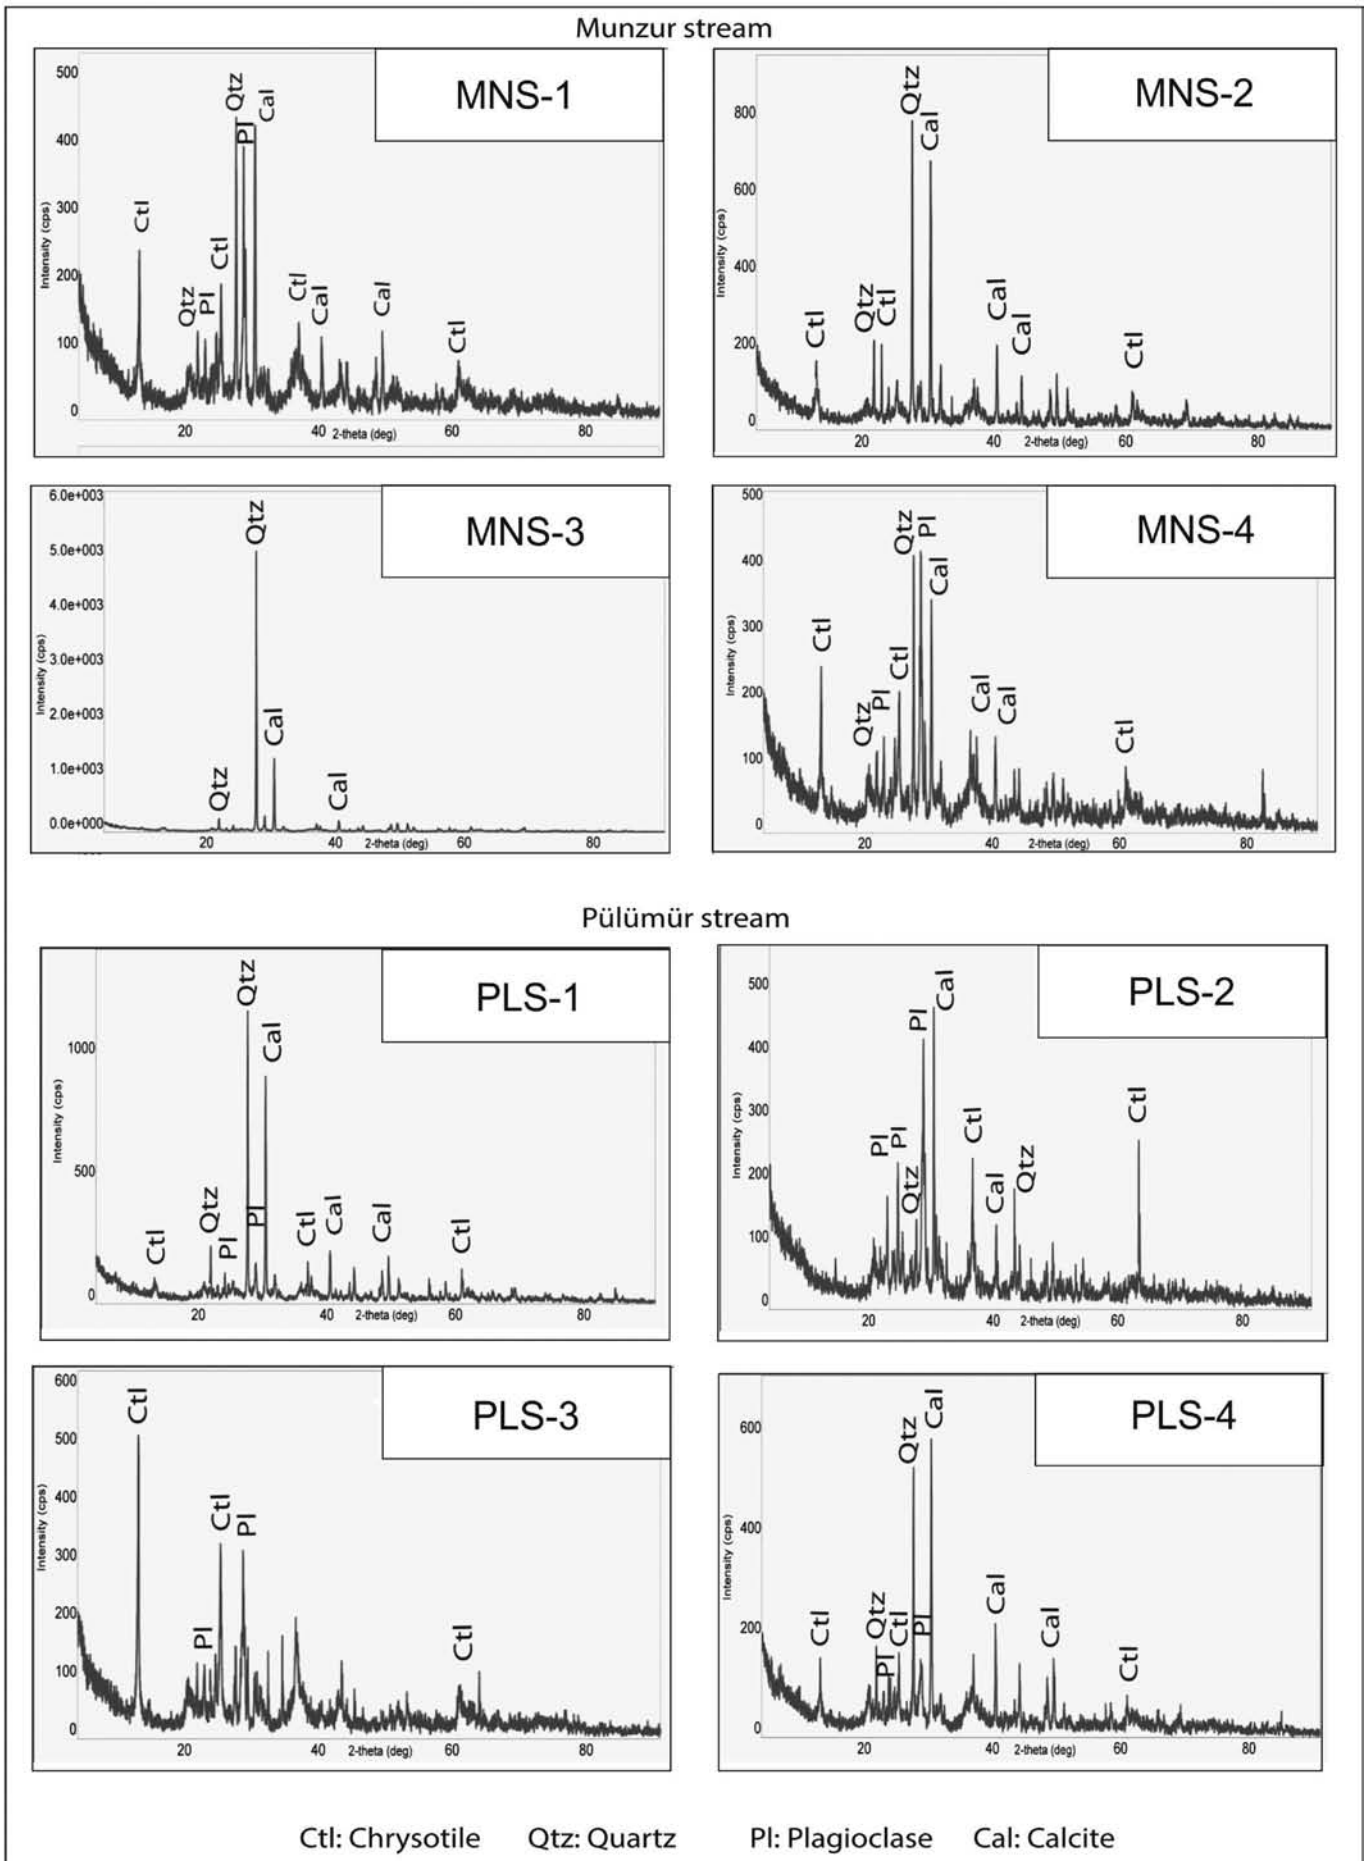 Munzur stream
MNS-1
Intensity (cps)
500
400
300
200
100
0
Ctl
Qtz
Pl
Ctl
Qtz
Pl
Cal
Ctl
Cal
Cal
Ctl
20 40 60 80
2-theta (deg)
MNS-2
Intensity (cps)
800
600
400
200
0
Ctl
Qtz
Ctl
Qtz
Cal
Cal
Cal
Ctl
20 40 60 80
2-theta (deg)
MNS-3
Intensity (cps)
6.0e+003
5.0e+003
4.0e+003
3.0e+003
2.0e+003
1.0e+003
0.0e+000
Qtz
Qtz
Cal
Cal
20 40 60 80
2-theta (deg)
MNS-4
Intensity (cps)
500
400
300
200
100
0
Ctl
Qtz
Pl
Ctl
Qtz
Pl
Cal
Cal
Cal
Ctl
20 40 60 80
2-theta (deg)
Pülümür stream
PLS-1
Intensity (cps)
1000
500
0
Ctl
Qtz
Pl
Qtz
Pl
Cal
Ctl
Cal
Cal
Ctl
20 40 60 80
2-theta (deg)
PLS-2
Intensity (cps)
500
400
300
200
100
0
Pl
Pl
Qtz
Pl
Cal
Ctl
Cal
Qtz
Ctl
20 40 60 80
2-theta (deg)
PLS-3
Intensity (cps)
600
500
400
300
200
100
0
Ctl
Pl
Ctl
Pl
Ctl
20 40 60 80
2-theta (deg)
PLS-4
Intensity (cps)
600
400
200
0
Ctl
Qtz
Pl
Ctl
Qtz
Pl
Cal
Cal
Cal
Ctl
20 40 60 80
2-theta (deg)
Ctl: Chrysotile Qtz: Quartz Pl: Plagioclase Cal: Calcite